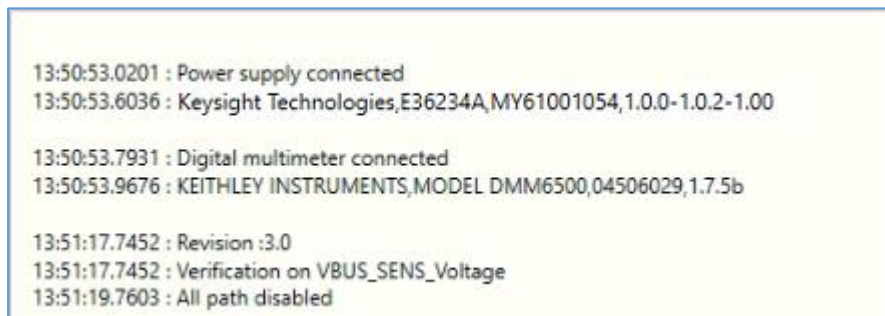 13:50:53.0201 : Power supply connected
13:50:53.6036 : Keysight Technologies,E36234A,MY61001054,1.0.0-1.0.2-1.00
13:50:53.7931 : Digital multimeter connected
13:50:53.9676 : KEITHLEY INSTRUMENTS,MODEL DMM6500,04506029,1.7.5b
13:51:17.7452 : Revision :3.0
13:51:17.7452 : Verification on VBUS_SENS_Voltage
13:51:19.7603 : All path disabled